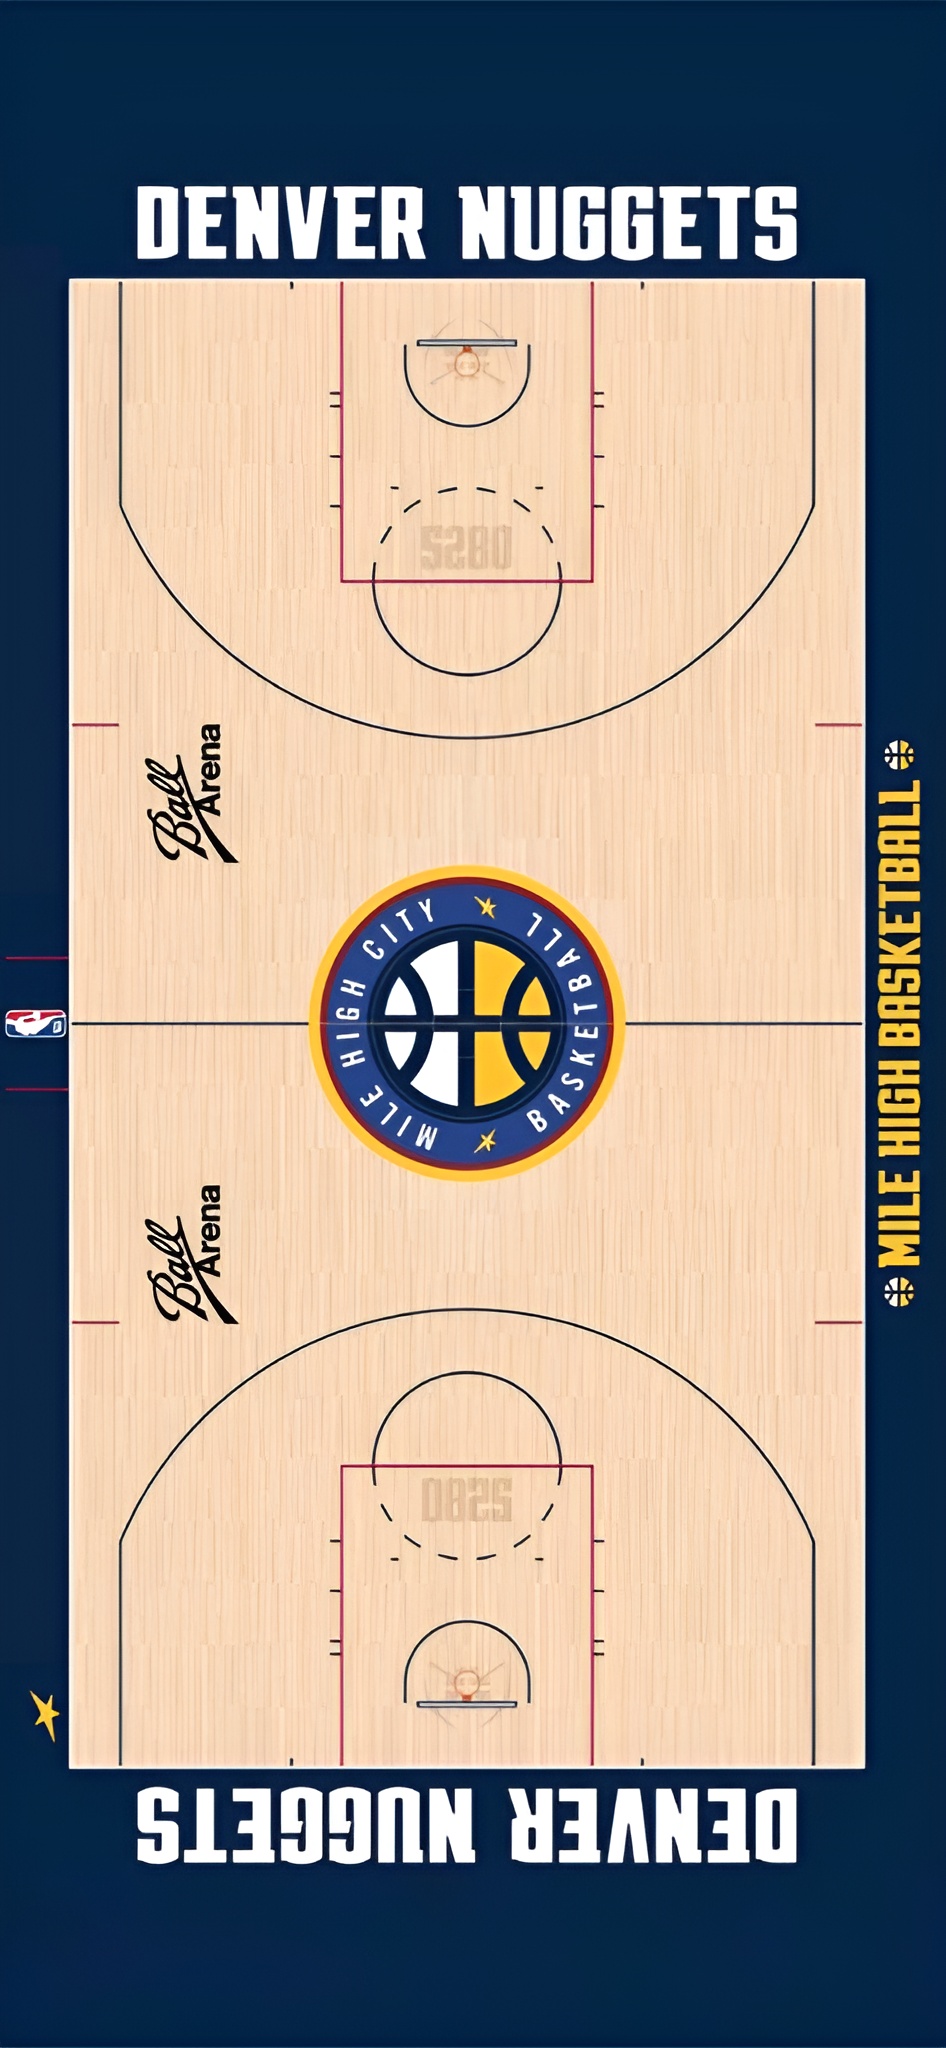 DENVER NUGGETS
5280
Ball
Arena
MILE HIGH CITY
BASKETBALL
MILE HIGH BASKETBALL
Ball
Arena
5280
DENVER NUGGETS